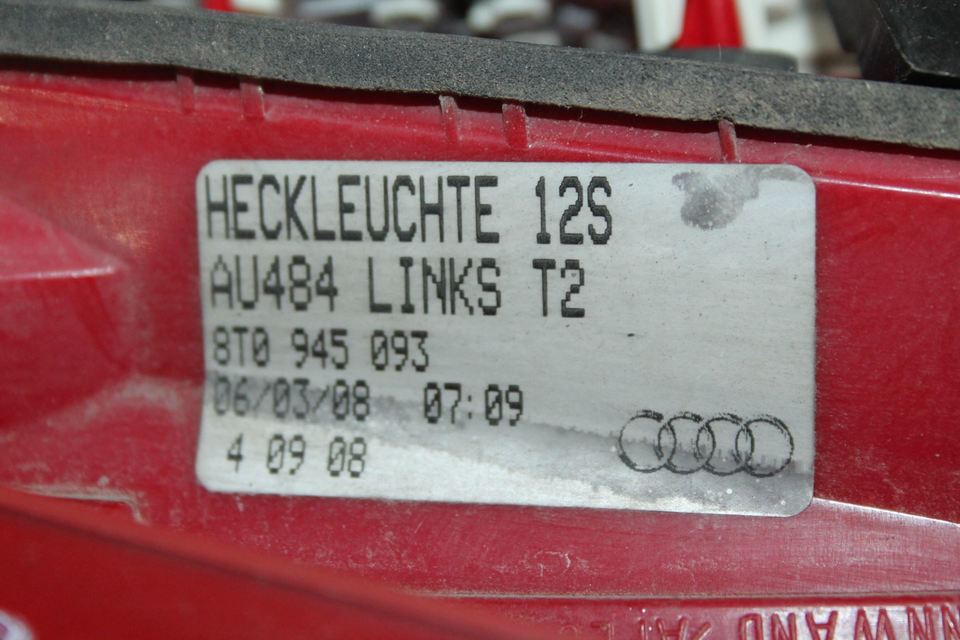 HECKLEUCHTE 12S
AU484 LINKS T2
8T0 945 093
06/03/08 07:09
4 09 08